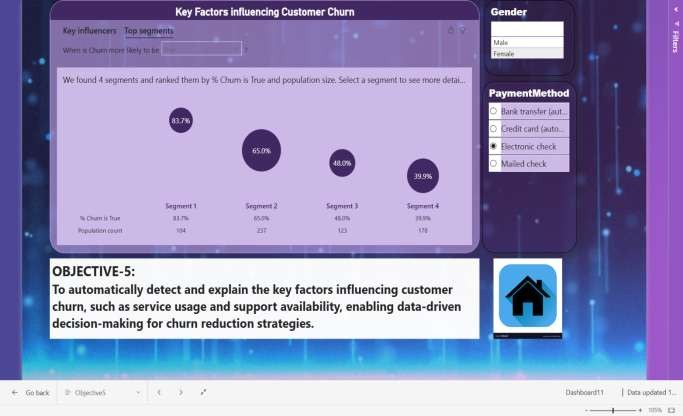 Key Factors influencing Customer Churn
Key influencers Top segments
When is Churn more likely to be ?
We found 4 segments and ranked them by % Churn is True and population size. Select a segment to see more detai...
83.7%
65.0%
48.0%
39.9%
Segment 1 Segment 2 Segment 3 Segment 4
% Churn is True 83.7% 65.0% 48.0% 39.9%
Population count 104 237 123 178
Gender
Male
Female
PaymentMethod
Bank transfer (aut...
Credit card (auto...
Electronic check
Mailed check
Filters
OBJECTIVE-5:
To automatically detect and explain the key factors influencing customer
churn, such as service usage and support availability, enabling data-driven
decision-making for churn reduction strategies.
Go back Objective5 Dashboard11 | Data updated 1...
- + 105%